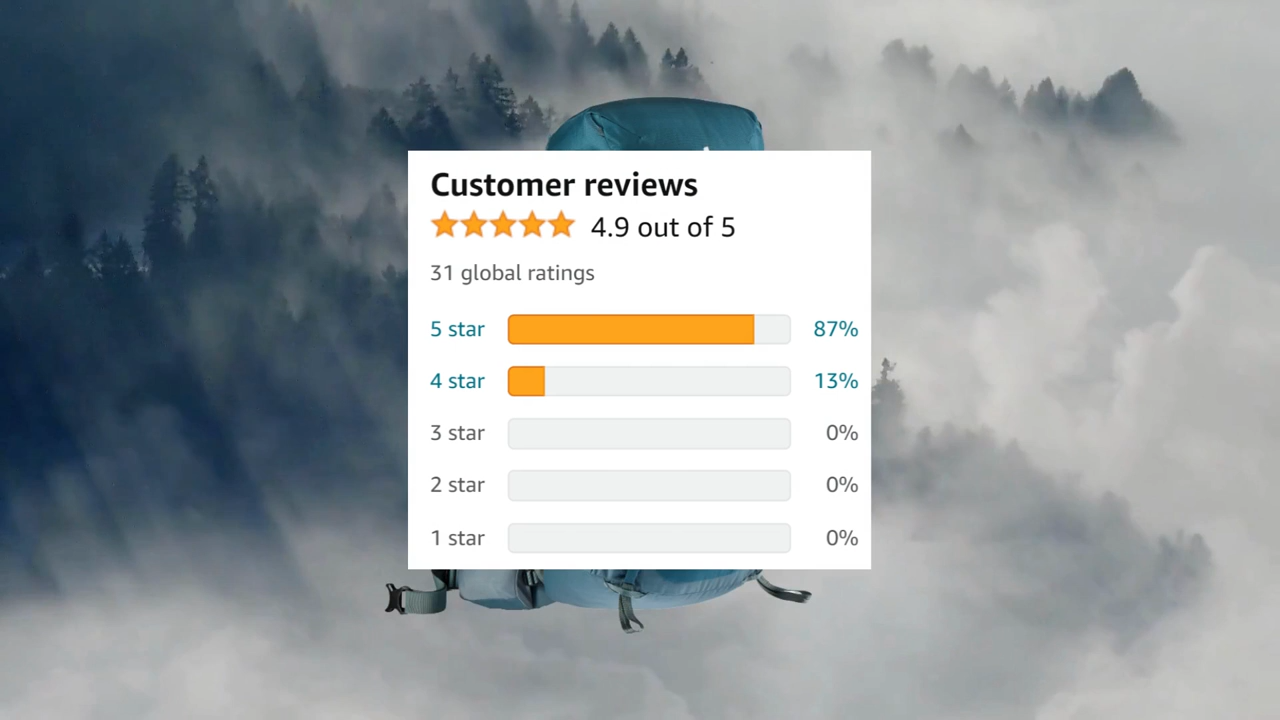 Customer reviews
4.9 out of 5
31 global ratings
5 star 87%
4 star 13%
3 star 0%
2 star 0%
1 star 0%